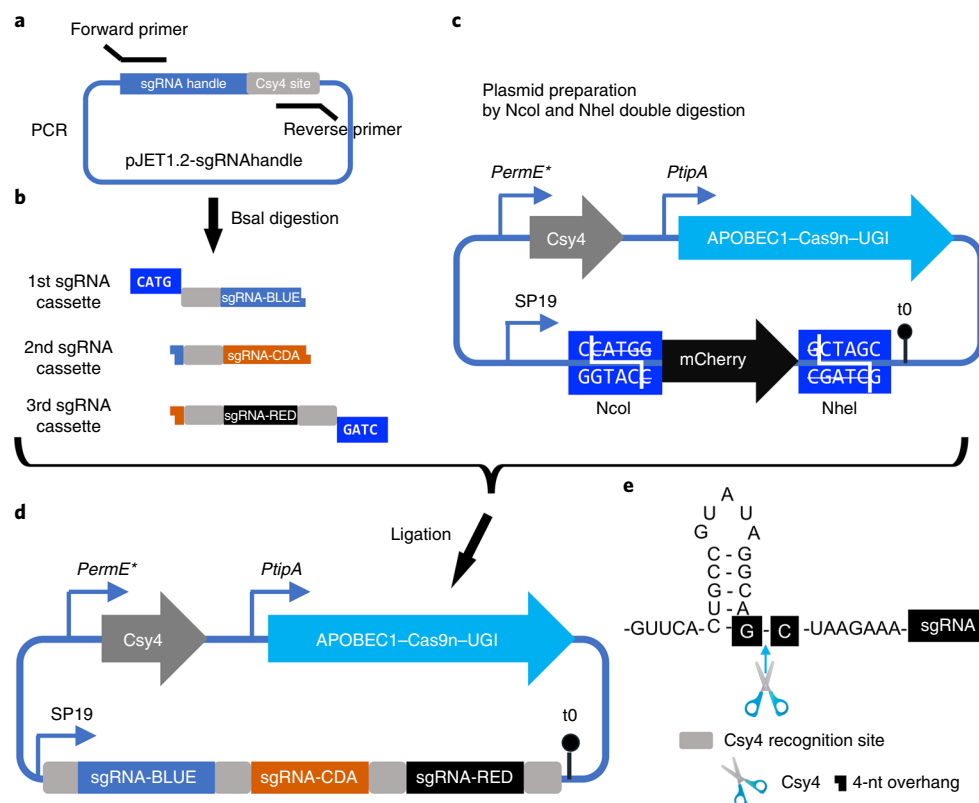 a
Forward primer
sgRNA handle
Csy4 site
PCR
Reverse primer
pJET1.2-sgRNAhandle
b
BsaI digestion
1st sgRNA
cassette
CATG
sgRNA-BLUE
2nd sgRNA
cassette
sgRNA-CDA
3rd sgRNA
cassette
sgRNA-RED
GATC
c
Plasmid preparation
by NcoI and NheI double digestion
PermE*
PtipA
Csy4
APOBEC1–Cas9n–UGI
SP19
t0
CCATGG
GGTACC
mCherry
GCTAGC
CGATCG
NcoI
NheI
d
Ligation
PermE*
PtipA
Csy4
APOBEC1–Cas9n–UGI
SP19
t0
sgRNA-BLUE
sgRNA-CDA
sgRNA-RED
e
A
U U
G A
C - G
C - G
G - C
U - A
-GUUCA-C G - C -UAAGAAA- sgRNA
Csy4 recognition site
Csy4
4-nt overhang